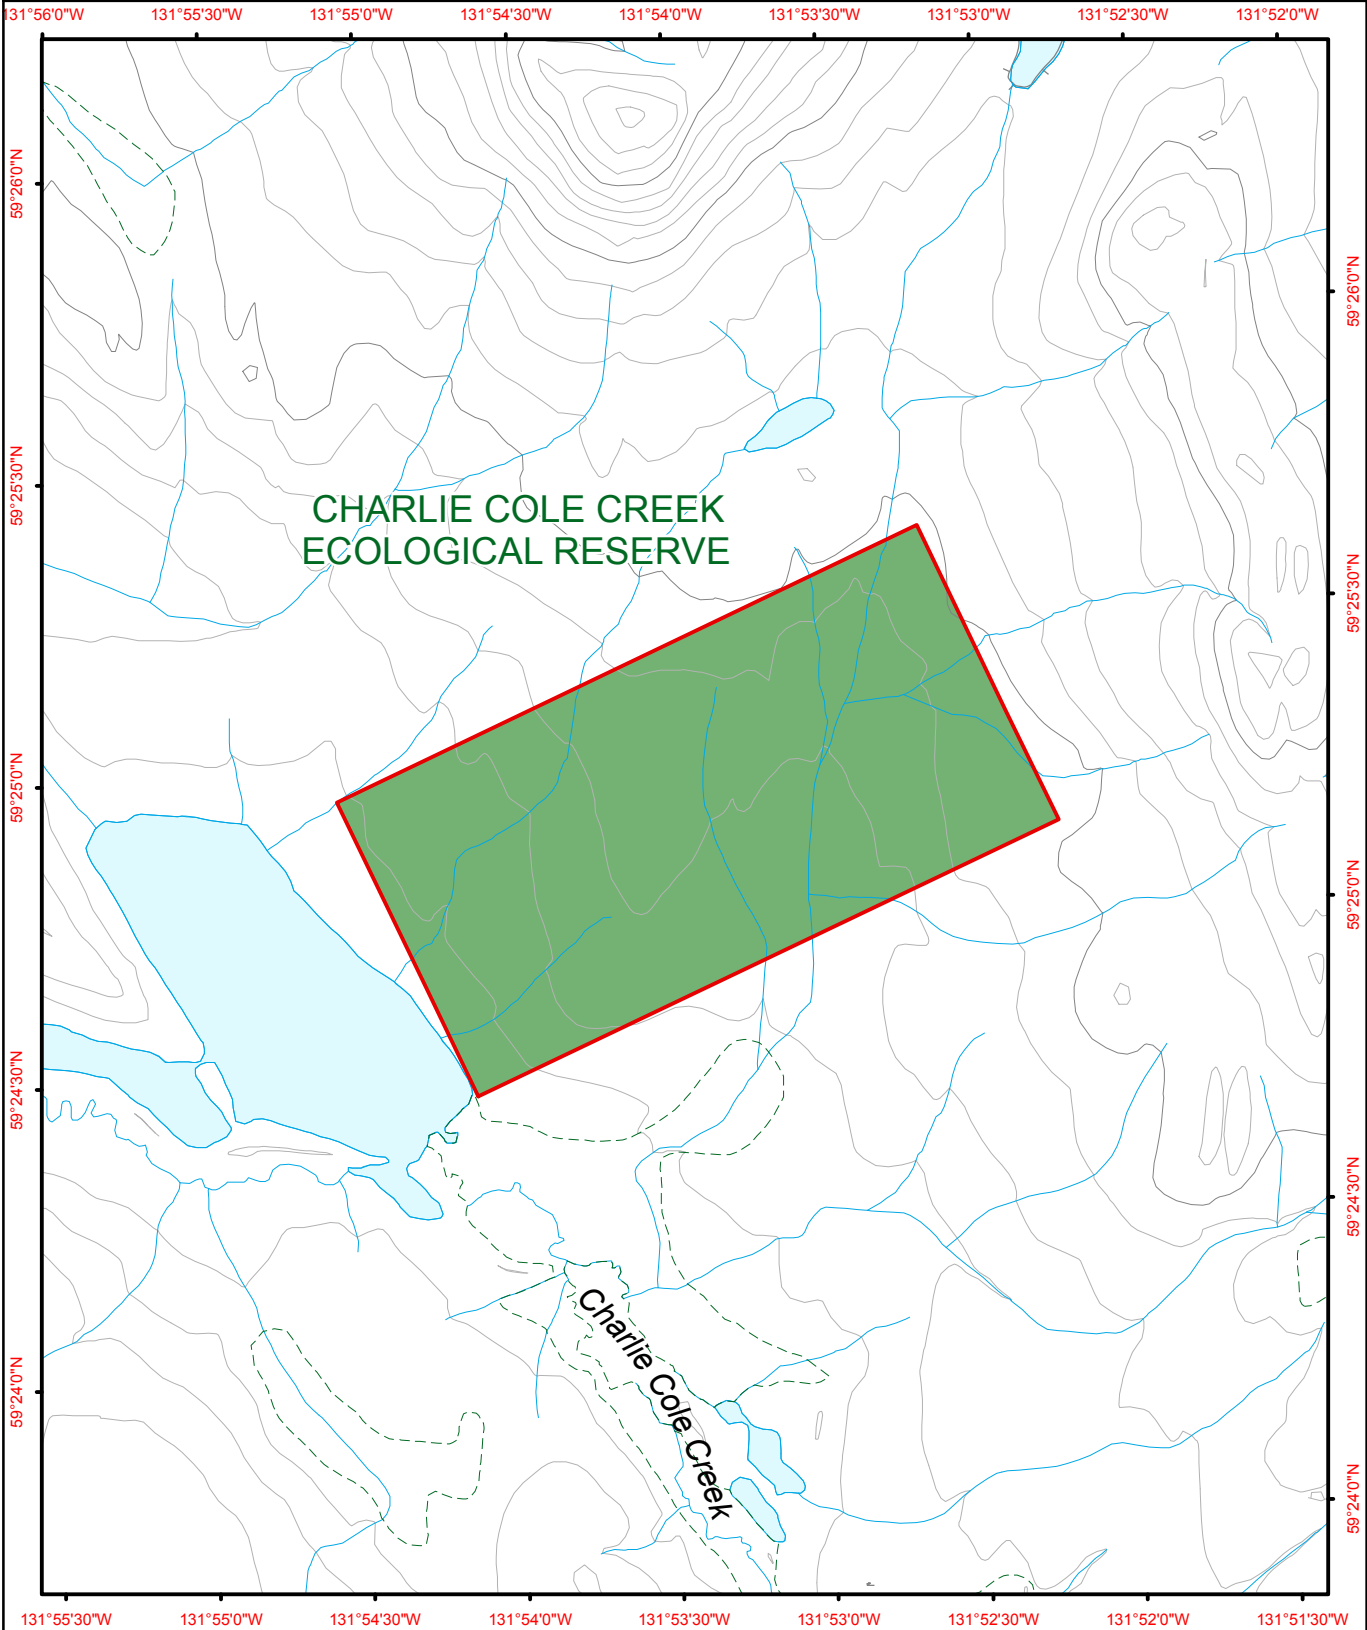 131°56'0"W 131°55'30"W 131°55'0"W 131°54'30"W 131°54'0"W 131°53'30"W 131°53'0"W 131°52'30"W 131°52'0"W
59°26'0"N
59°26'0"N
59°25'30"N
CHARLIE COLE CREEK
ECOLOGICAL RESERVE
59°25'30"N
59°25'0"N
59°25'0"N
59°24'30"N
59°24'30"N
Charlie Cole Creek
59°24'0"N
59°24'0"N
131°55'30"W 131°55'0"W 131°54'30"W 131°54'0"W 131°53'30"W 131°53'0"W 131°52'30"W 131°52'0"W 131°51'30"W